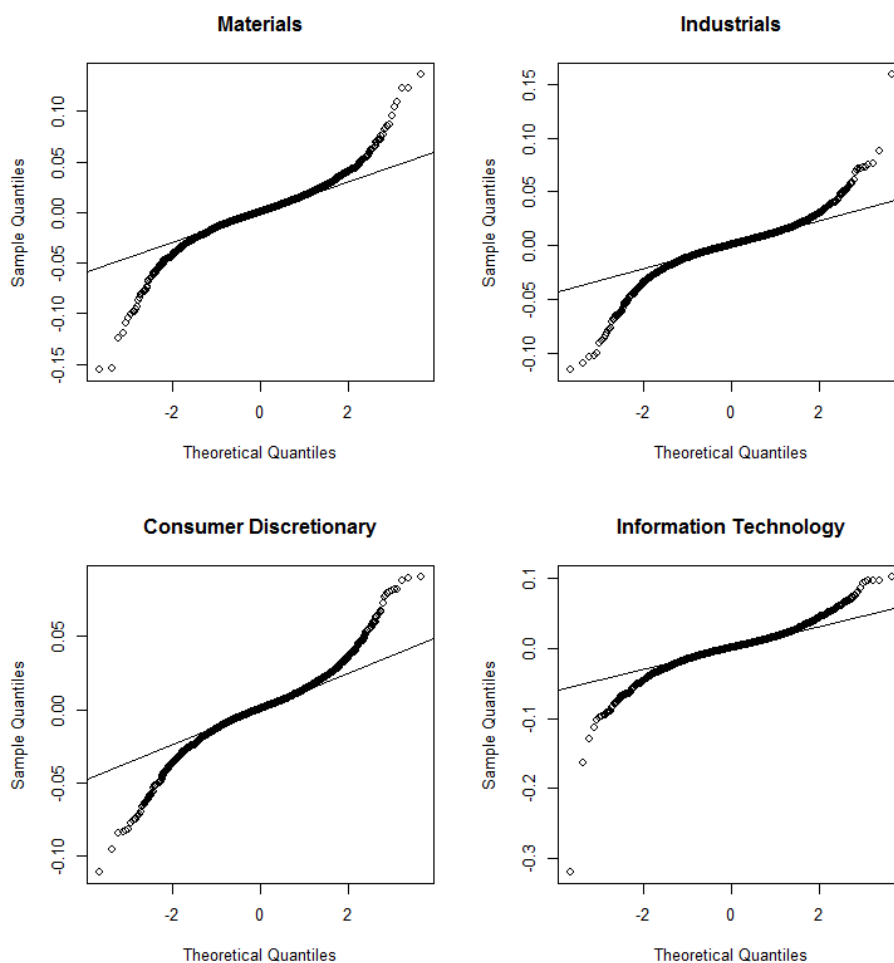 Materials
Sample Quantiles
0.10
0.05
0.00
-0.05
-0.10
-0.15
-2 0 2
Theoretical Quantiles
Industrials
Sample Quantiles
0.15
0.10
0.05
0.00
-0.05
-0.10
-2 0 2
Theoretical Quantiles
Consumer Discretionary
Sample Quantiles
0.05
0.00
-0.05
-0.10
-2 0 2
Theoretical Quantiles
Information Technology
Sample Quantiles
0.1
0.0
-0.1
-0.2
-0.3
-2 0 2
Theoretical Quantiles